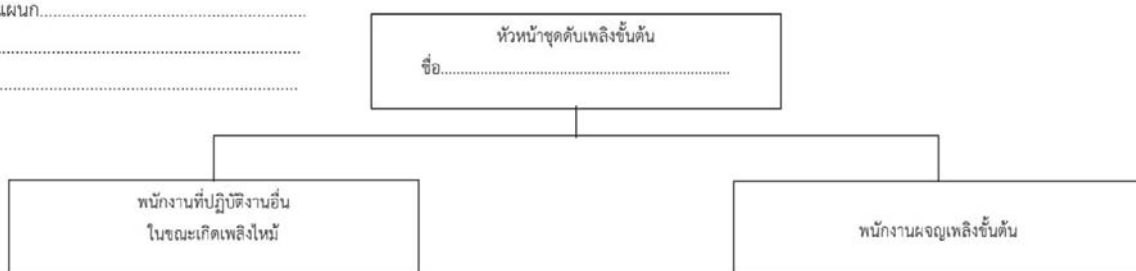 แผนก....................................................
..........................................................................
..........................................................................
หัวหน้าชุดดับเพลิงขั้นต้น
ชื่อ........................................................................
พนักงานที่ปฏิบัติงานอื่น
ในขณะเกิดเพลิงไหม้
พนักงานผจญเพลิงขั้นต้น